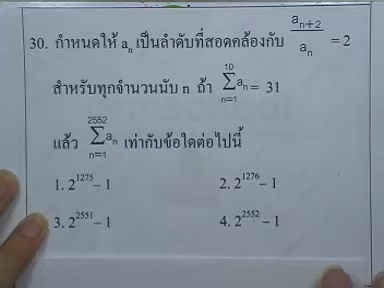 30. กำหนดให้ aₙ เป็นลำดับที่สอดคล้องกับ aₙ₊₂ / aₙ = 2
สำหรับทุกจำนวนนับ n ถ้า 10 ∑ n=1 aₙ = 31
แล้ว 2552 ∑ n=1 aₙ เท่ากับข้อใดต่อไปนี้
1. 2¹²⁷⁵ – 1 2. 2¹²⁷⁶ – 1
3. 2²⁵⁵¹ – 1 4. 2²⁵⁵² – 1